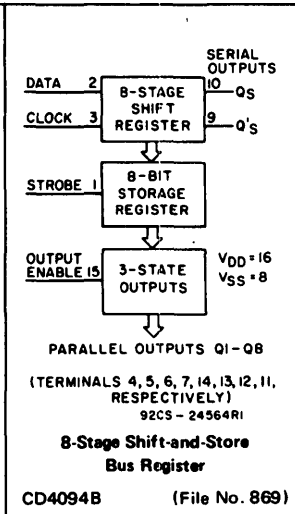 SERIAL
OUTPUTS
DATA 2
8-STAGE
SHIFT
REGISTER
10
QS
CLOCK 3
9
Q'S
STROBE 1
8-BIT
STORAGE
REGISTER
OUTPUT
ENABLE 15
3-STATE
OUTPUTS
VDD = 16
VSS = 8
PARALLEL OUTPUTS Q1-Q8
(TERMINALS 4, 5, 6, 7, 14, 13, 12, 11,
RESPECTIVELY)
92CS-24564R1
8-Stage Shift-and-Store
Bus Register
CD4094B (File No. 869)